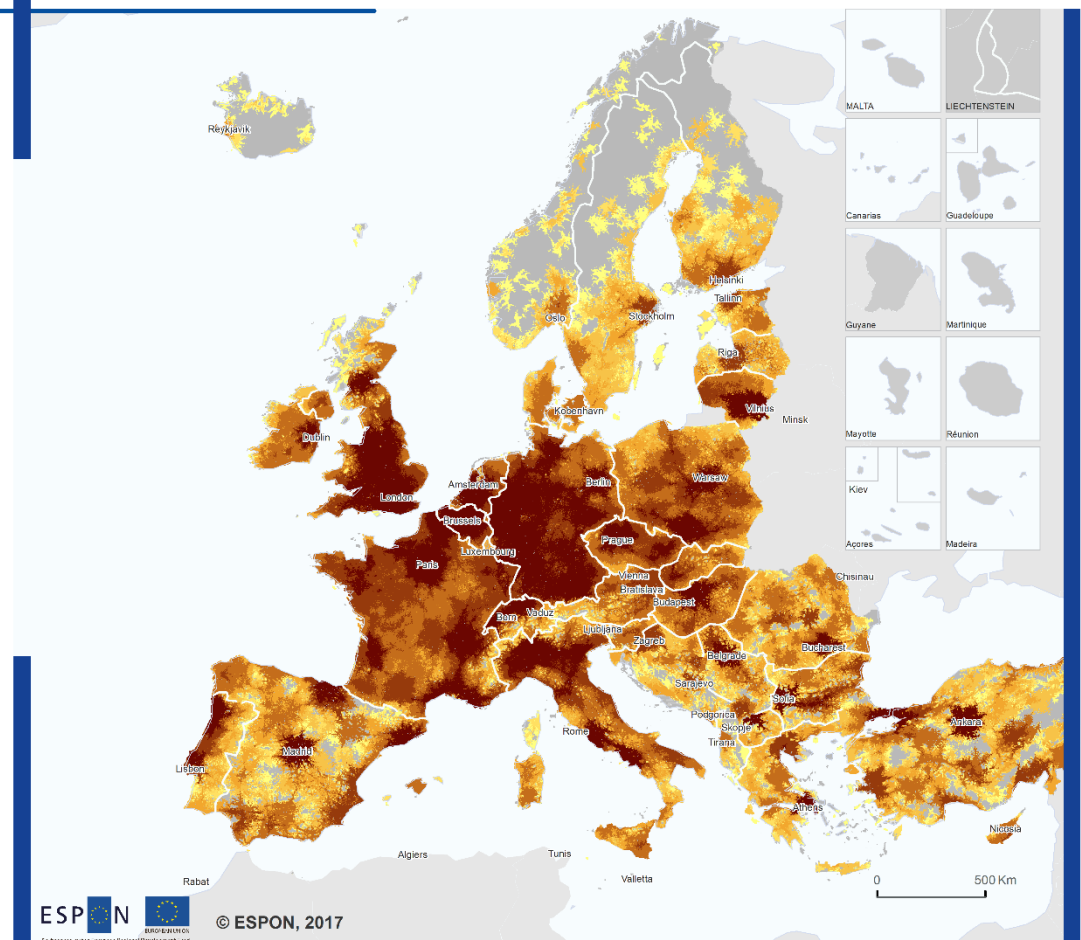 MALTA
LIECHTENSTEIN
Reykjavik
Canarias
Guadeloupe
Helsinki
Tallinn
Oslo
Stockholm
Guyane
Martinique
Riga
København
Vilnius
Minsk
Dublin
Mayotte
Réunion
Amsterdam
Berlin
Warsaw
London
Kiev
Brussels
Prague
Luxembourg
Paris
Açores
Madeira
Vienna
Chisinau
Bratislava
Budapest
Bern
Vaduz
Ljubljana
Zagreb
Bucharest
Belgrade
Sarajevo
Sofia
Podgorica
Skopje
Ankara
Rome
Tirana
Madrid
Lisbon
Athens
Nicosia
Algiers
Tunis
Valletta
Rabat
0 500 Km
ESPON
EUROPEAN UNION
© ESPON, 2017